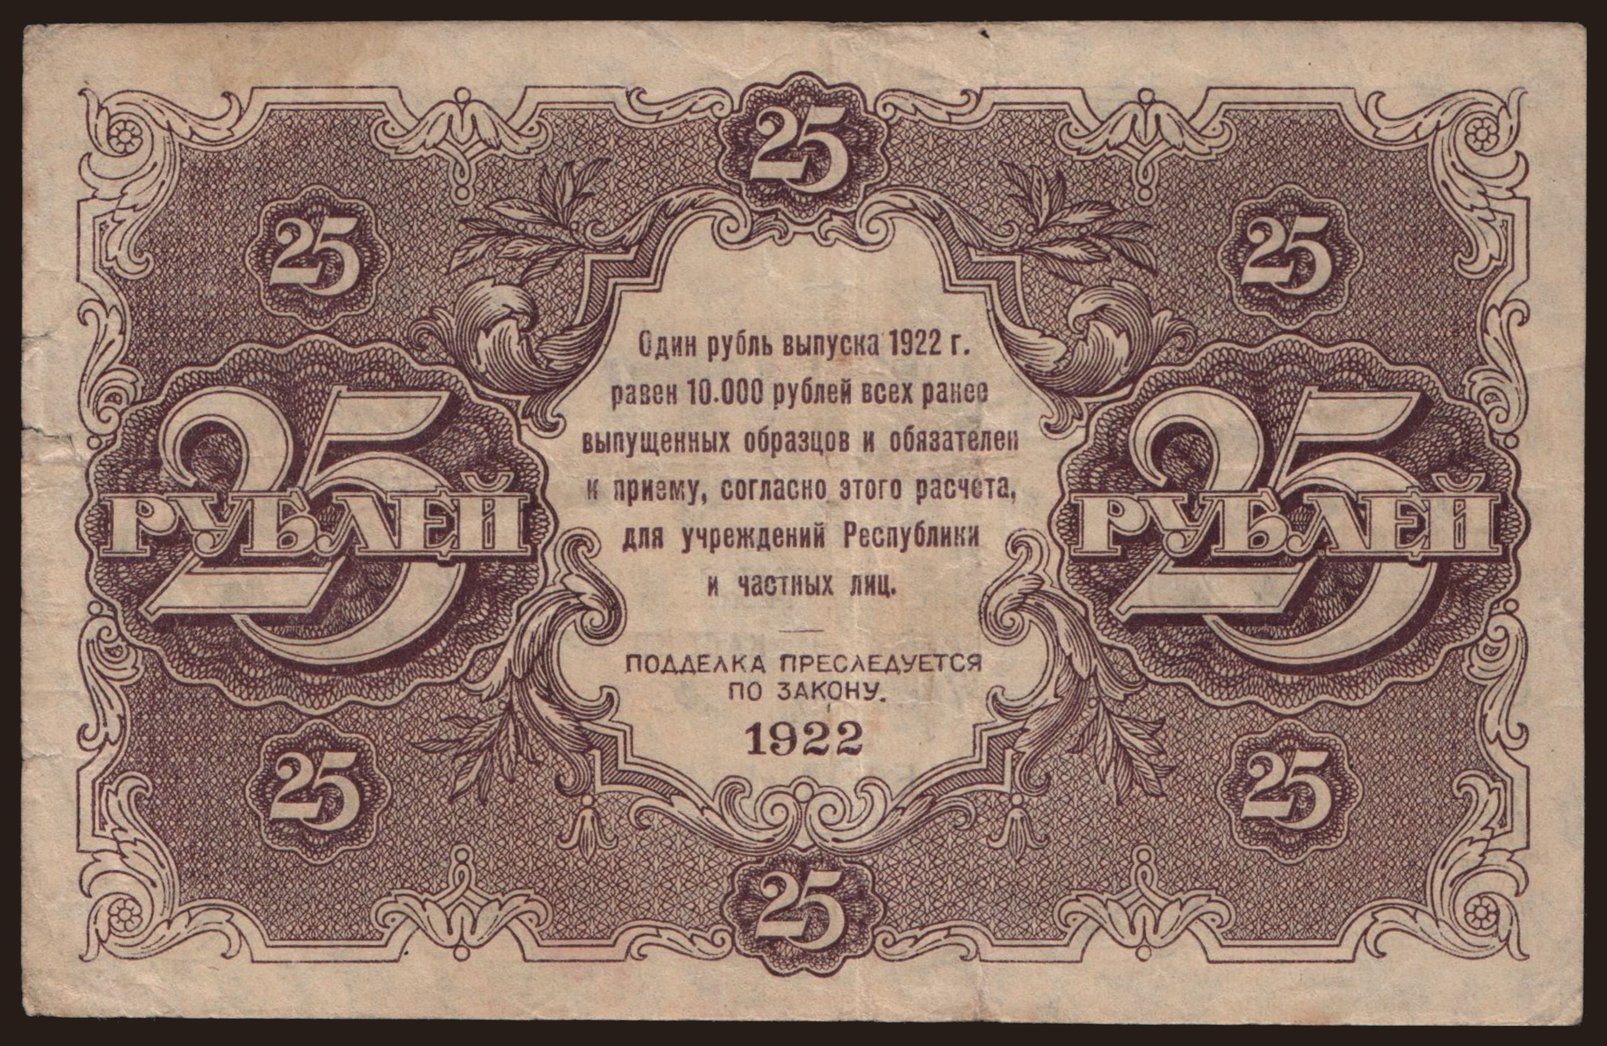 25
25
25
Один рубль выпуска 1922 г.
равен 10.000 рублей всех ранее
выпущенных образцов и обязателен
к приему, согласно этого расчета,
для учреждений Республики
и частных лиц.
25 РУБЛЕЙ
25 РУБЛЕЙ
ПОДДЕЛКА ПРЕСЛЕДУЕТСЯ
ПО ЗАКОНУ.
1922
25
25
25